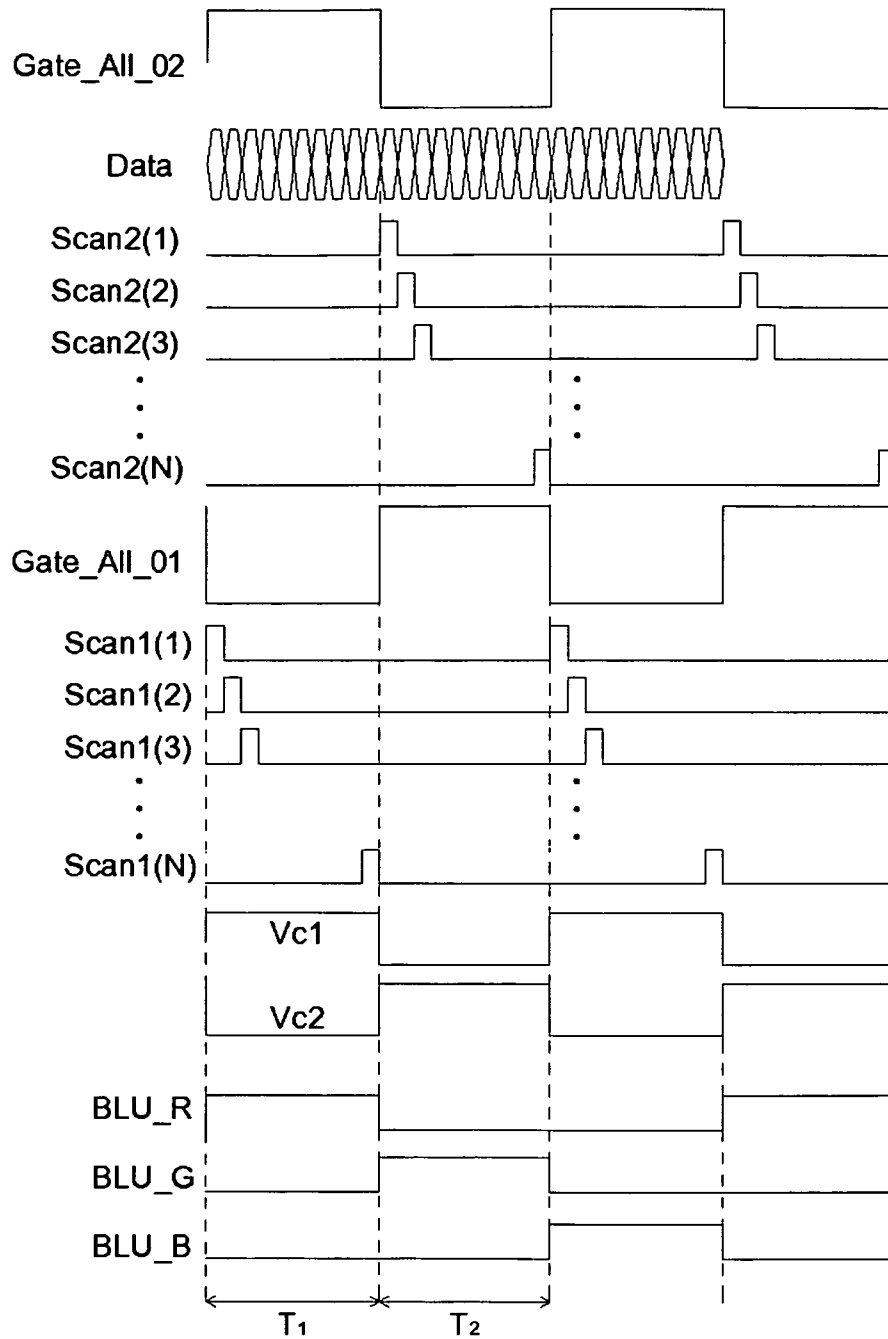 Gate_All_02
Data
Scan2(1)
Scan2(2)
Scan2(3)
Scan2(N)
Gate_All_01
Scan1(1)
Scan1(2)
Scan1(3)
Scan1(N)
Vc1
Vc2
BLU_R
BLU_G
BLU_B
T1 T2